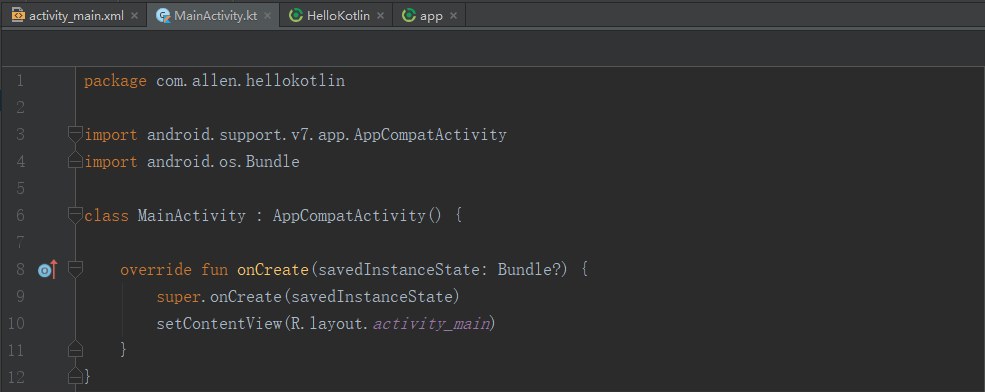 activity_main.xml MainActivity.kt HelloKotlin app
1 package com.allen.hellokotlin
2
3 import android.support.v7.app.AppCompatActivity
4 import android.os.Bundle
5
6 class MainActivity : AppCompatActivity() {
7
8 override fun onCreate(savedInstanceState: Bundle?) {
9 super.onCreate(savedInstanceState)
10 setContentView(R.layout.activity_main)
11 }
12 }